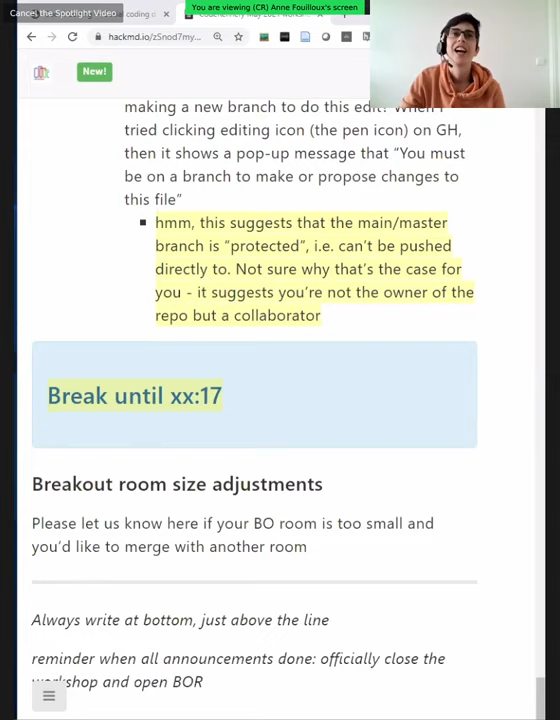 Cancel the Spotlight Video
You are viewing (CR) Anne Fouilloux's screen
coding d
hackmd.io/zSnod7my...
New!
making a new branch to do this edit? When I
tried clicking editing icon (the pen icon) on GH,
then it shows a pop-up message that “You must
be on a branch to make or propose changes to
this file”
hmm, this suggests that the main/master
branch is “protected”, i.e. can’t be pushed
directly to. Not sure why that’s the case for
you - it suggests you’re not the owner of the
repo but a collaborator
Break until xx:17
Breakout room size adjustments
Please let us know here if your BO room is too small and
you’d like to merge with another room
Always write at bottom, just above the line
reminder when all announcements done: officially close the
workshop and open BOR